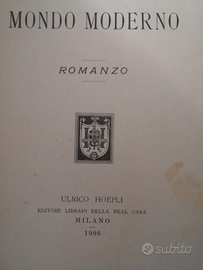 MONDO MODERNO
ROMANZO
ULRICO HOEPLI
EDITORE LIBRAIO DELLA REAL CASA
MILANO
1906
subito